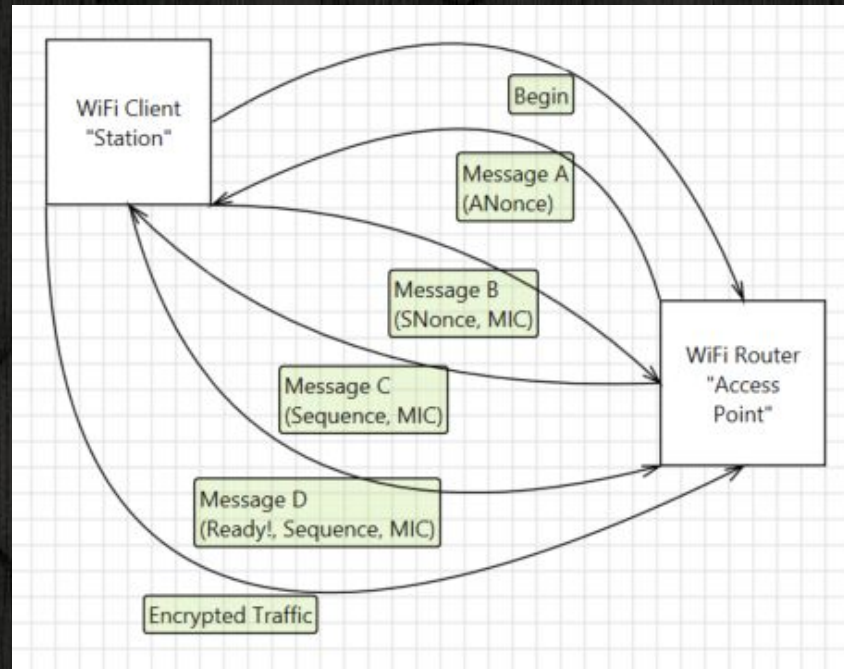 WiFi Client
"Station"
Begin
Message A
(ANonce)
Message B
(SNonce, MIC)
WiFi Router
"Access
Point"
Message C
(Sequence, MIC)
Message D
(Ready!, Sequence, MIC)
Encrypted Traffic